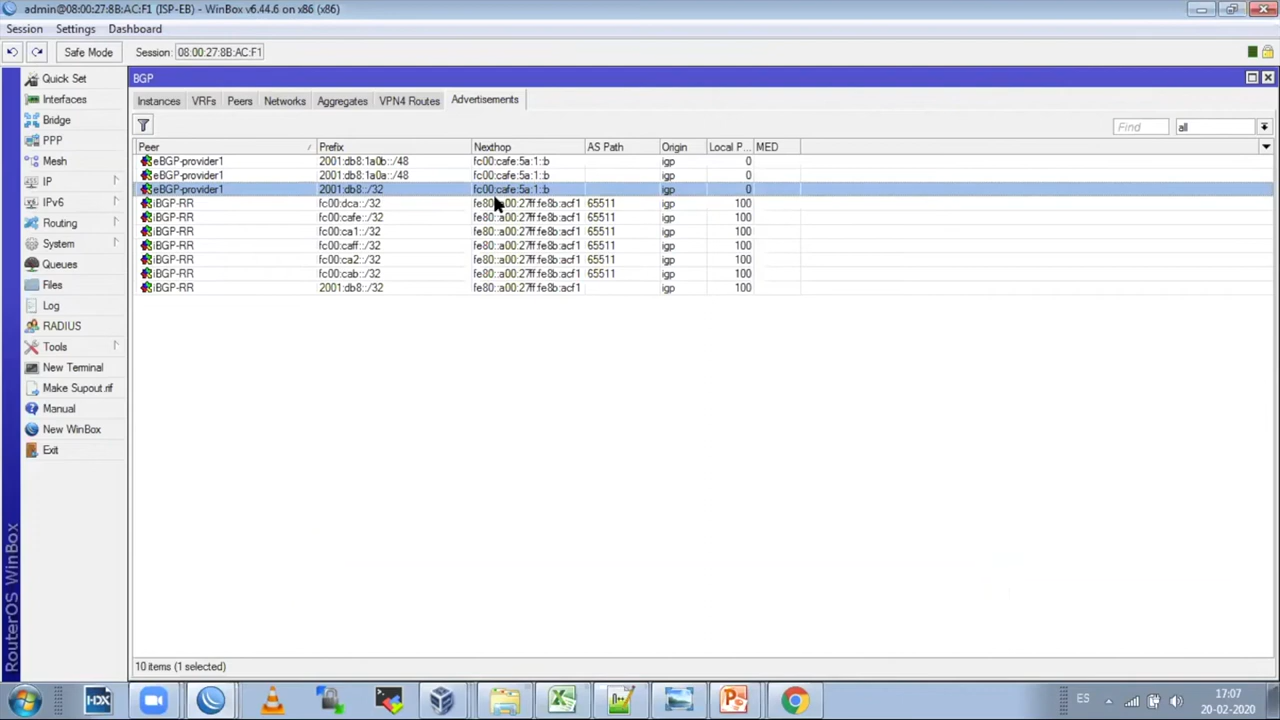 admin@08:00:27:8B:AC:F1 (ISP-EB) - WinBox v6.44.6 on x86 (x86)
Session Settings Dashboard
Safe Mode Session: 08:00:27:8B:AC:F1
Quick Set
Interfaces
Bridge
PPP
Mesh
IP
IPv6
Routing
System
Queues
Files
Log
RADIUS
Tools
New Terminal
Make Supout.rif
Manual
New WinBox
Exit
RouterOS WinBox
BGP
Instances VRFs Peers Networks Aggregates VPN4 Routes Advertisements
Find all
Peer Prefix Nexthop AS Path Origin Local P... MED
eBGP-provider1 2001:db8:1a0b::/48 fc00:cafe:5a:1::b igp 0
eBGP-provider1 2001:db8:1a0a::/48 fc00:cafe:5a:1::b igp 0
eBGP-provider1 2001:db8::/32 fc00:cafe:5a:1::b igp 0
iBGP-RR fc00:dca::/32 fe80::a00:27ff:fe8b:acf1 65511 igp 100
iBGP-RR fc00:cafe::/32 fe80::a00:27ff:fe8b:acf1 65511 igp 100
iBGP-RR fc00:ca1::/32 fe80::a00:27ff:fe8b:acf1 65511 igp 100
iBGP-RR fc00:caff::/32 fe80::a00:27ff:fe8b:acf1 65511 igp 100
iBGP-RR fc00:ca2::/32 fe80::a00:27ff:fe8b:acf1 65511 igp 100
iBGP-RR fc00:cab::/32 fe80::a00:27ff:fe8b:acf1 65511 igp 100
iBGP-RR 2001:db8::/32 fe80::a00:27ff:fe8b:acf1 igp 100
10 items (1 selected)
HDX
ES
17:07
20-02-2020